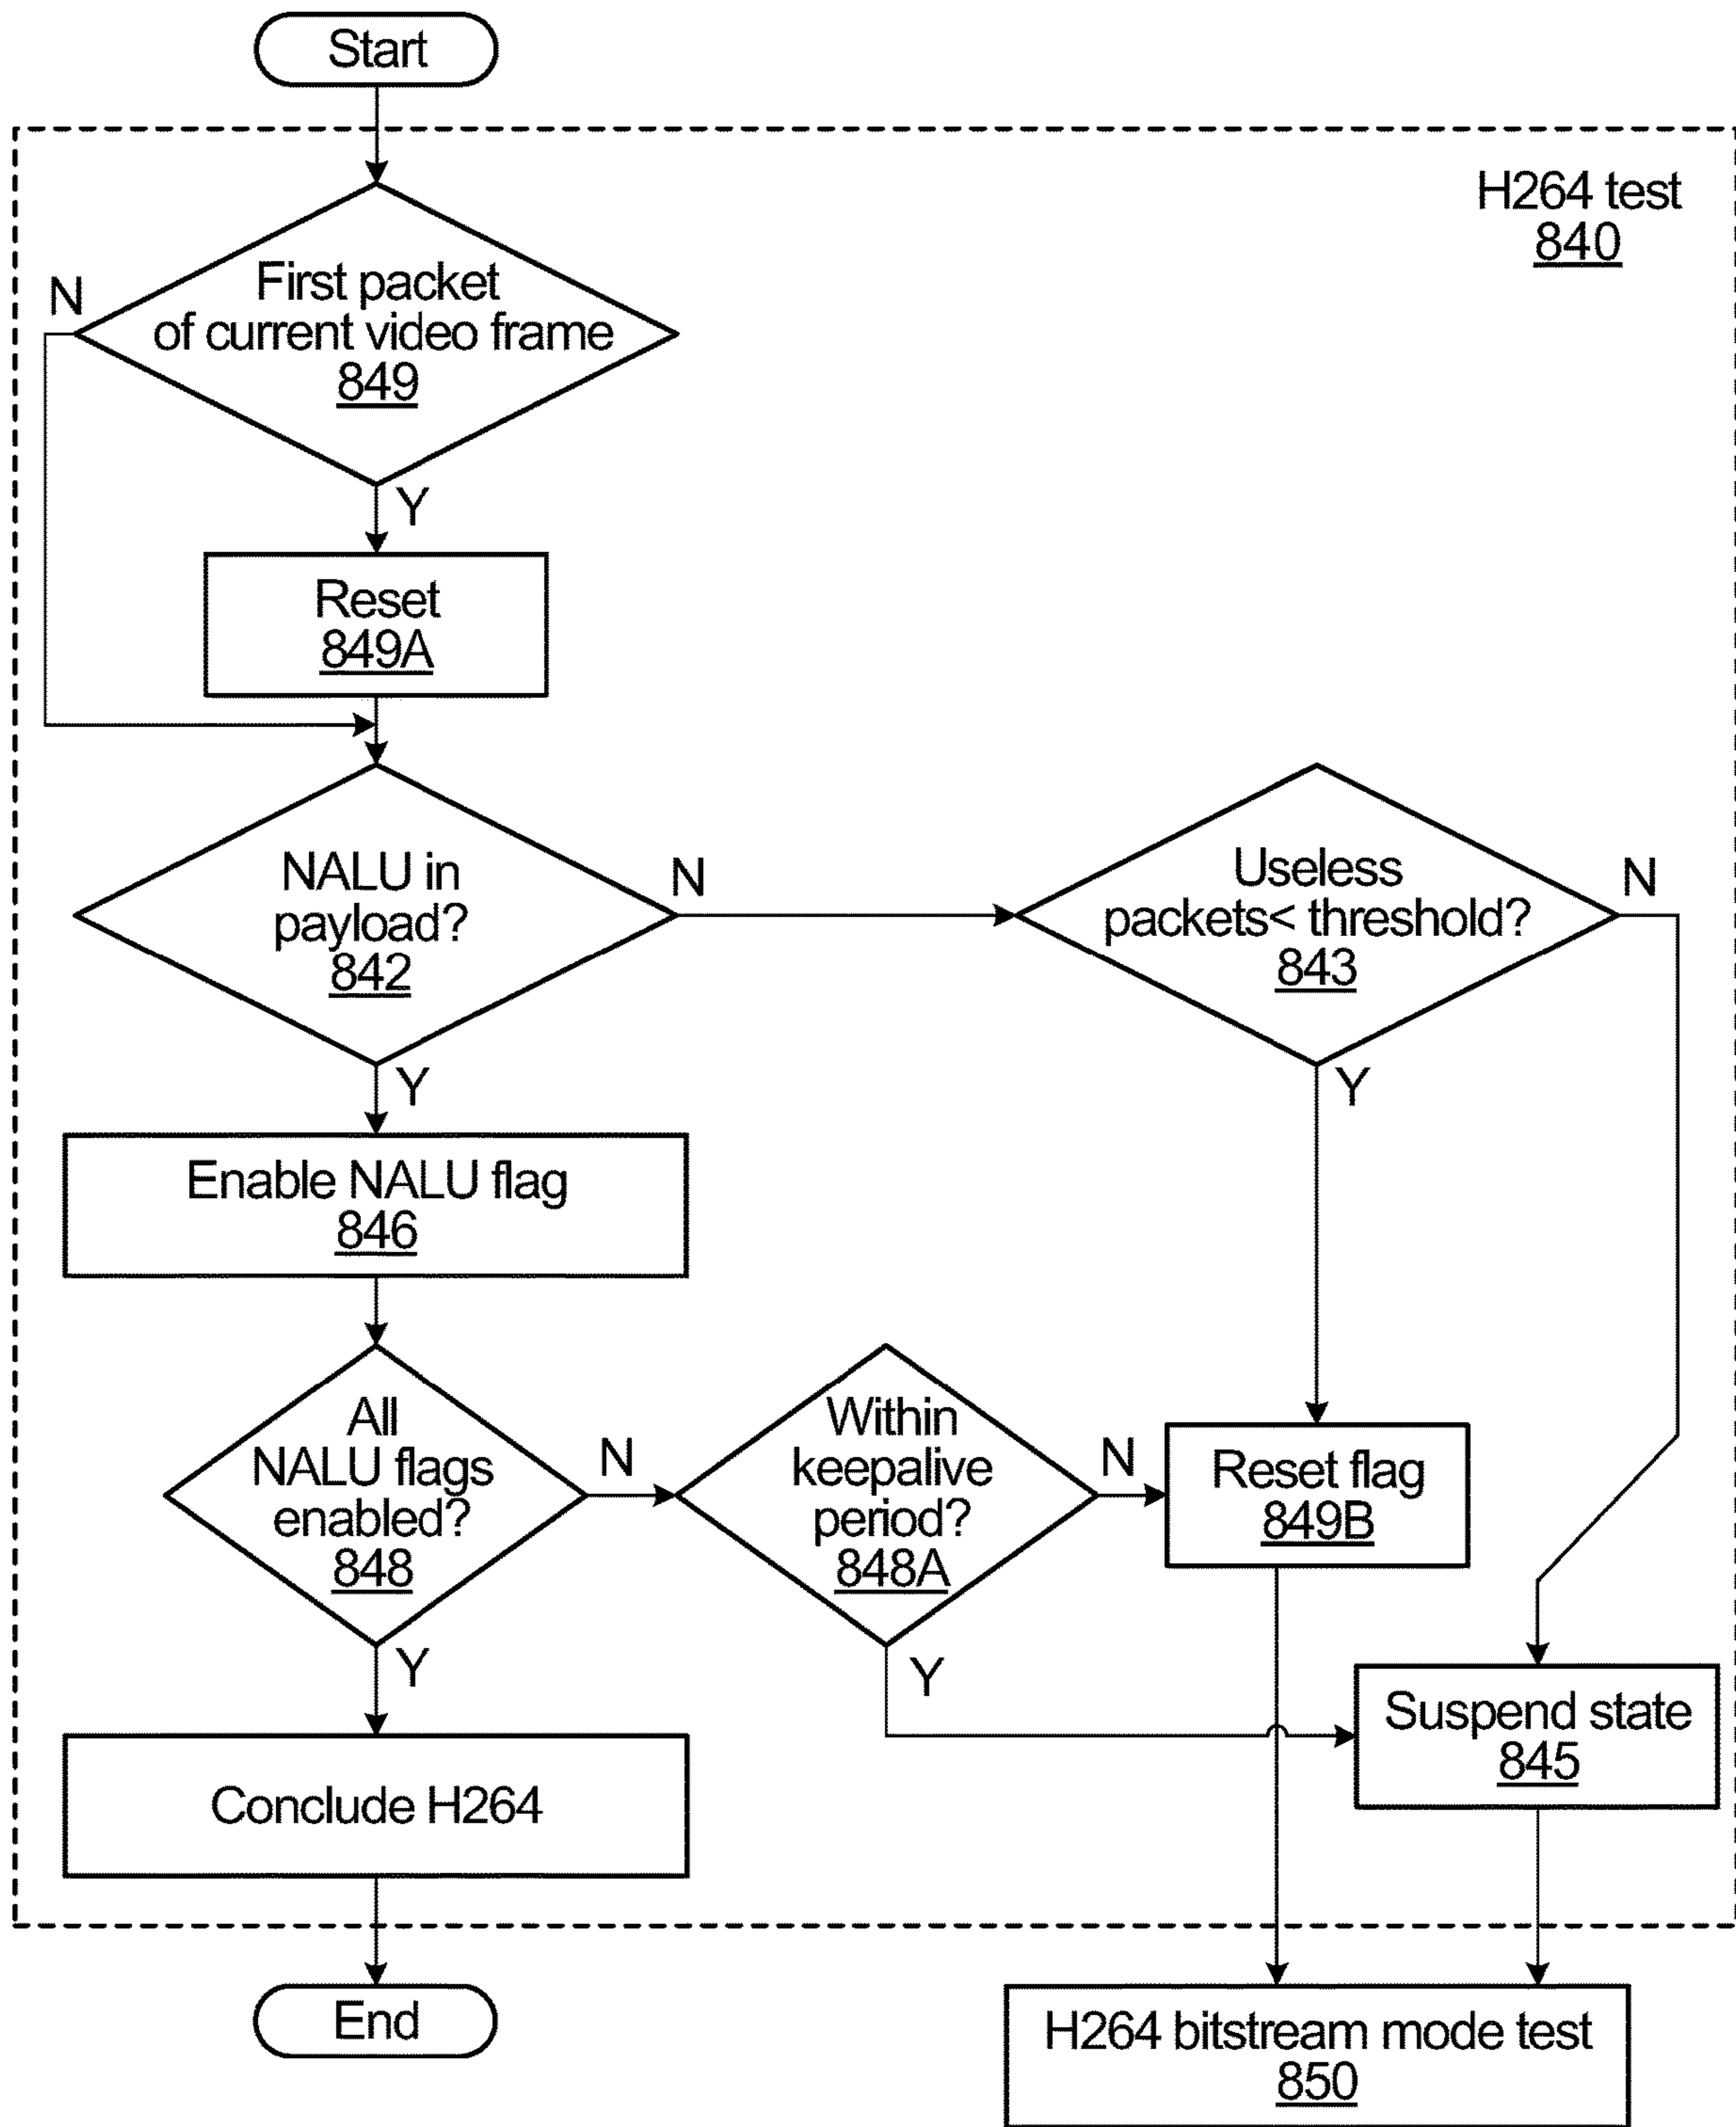 Start
H264 test
840
First packet
of current video frame
849
N
Y
Reset
849A
NALU in
payload?
842
N
Y
Useless
packets< threshold?
843
N
Y
Enable NALU flag
846
All
NALU flags
enabled?
848
N
Y
Within
keepalive
period?
848A
N
Y
Reset flag
849B
Suspend state
845
Conclude H264
End
H264 bitstream mode test
850